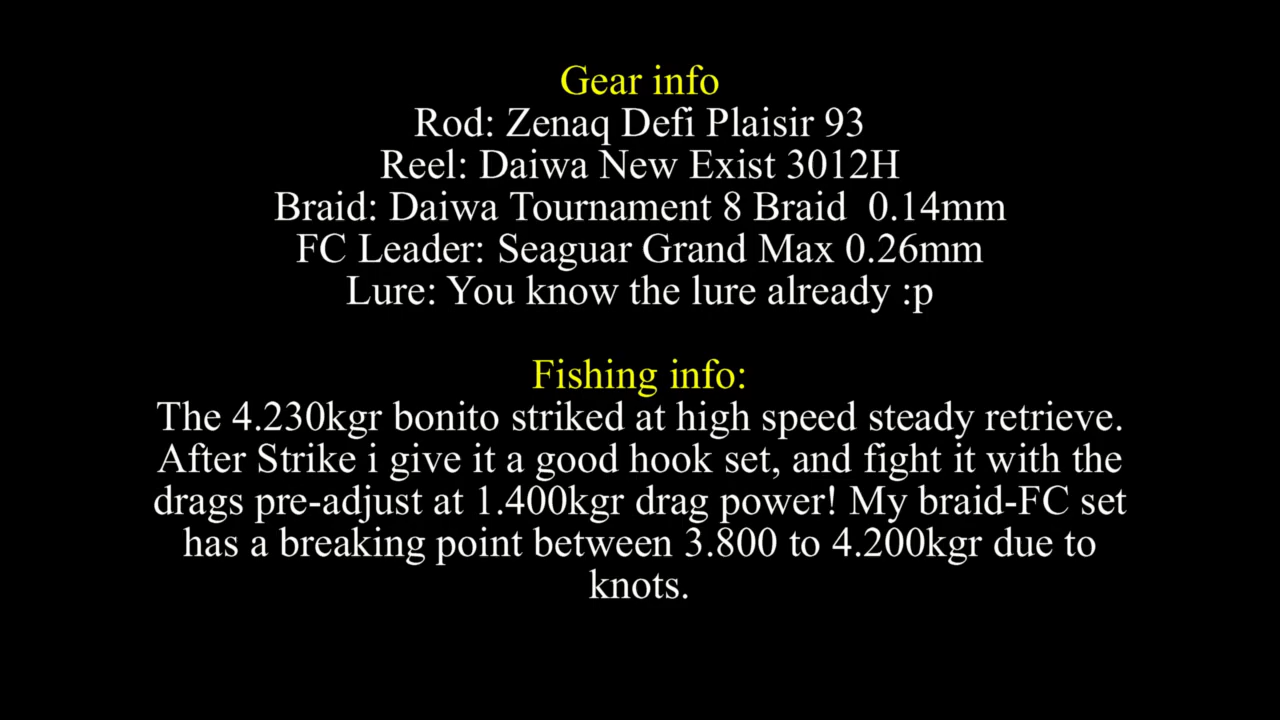 Gear info
Rod: Zenaq Defi Plaisir 93
Reel: Daiwa New Exist 3012H
Braid: Daiwa Tournament 8 Braid  0.14mm
FC Leader: Seaguar Grand Max 0.26mm
Lure: You know the lure already :p
Fishing info:
The 4.230kgr bonito striked at high speed steady retrieve.
After Strike i give it a good hook set, and fight it with the
drags pre-adjust at 1.400kgr drag power! My braid-FC set
has a breaking point between 3.800 to 4.200kgr due to
knots.